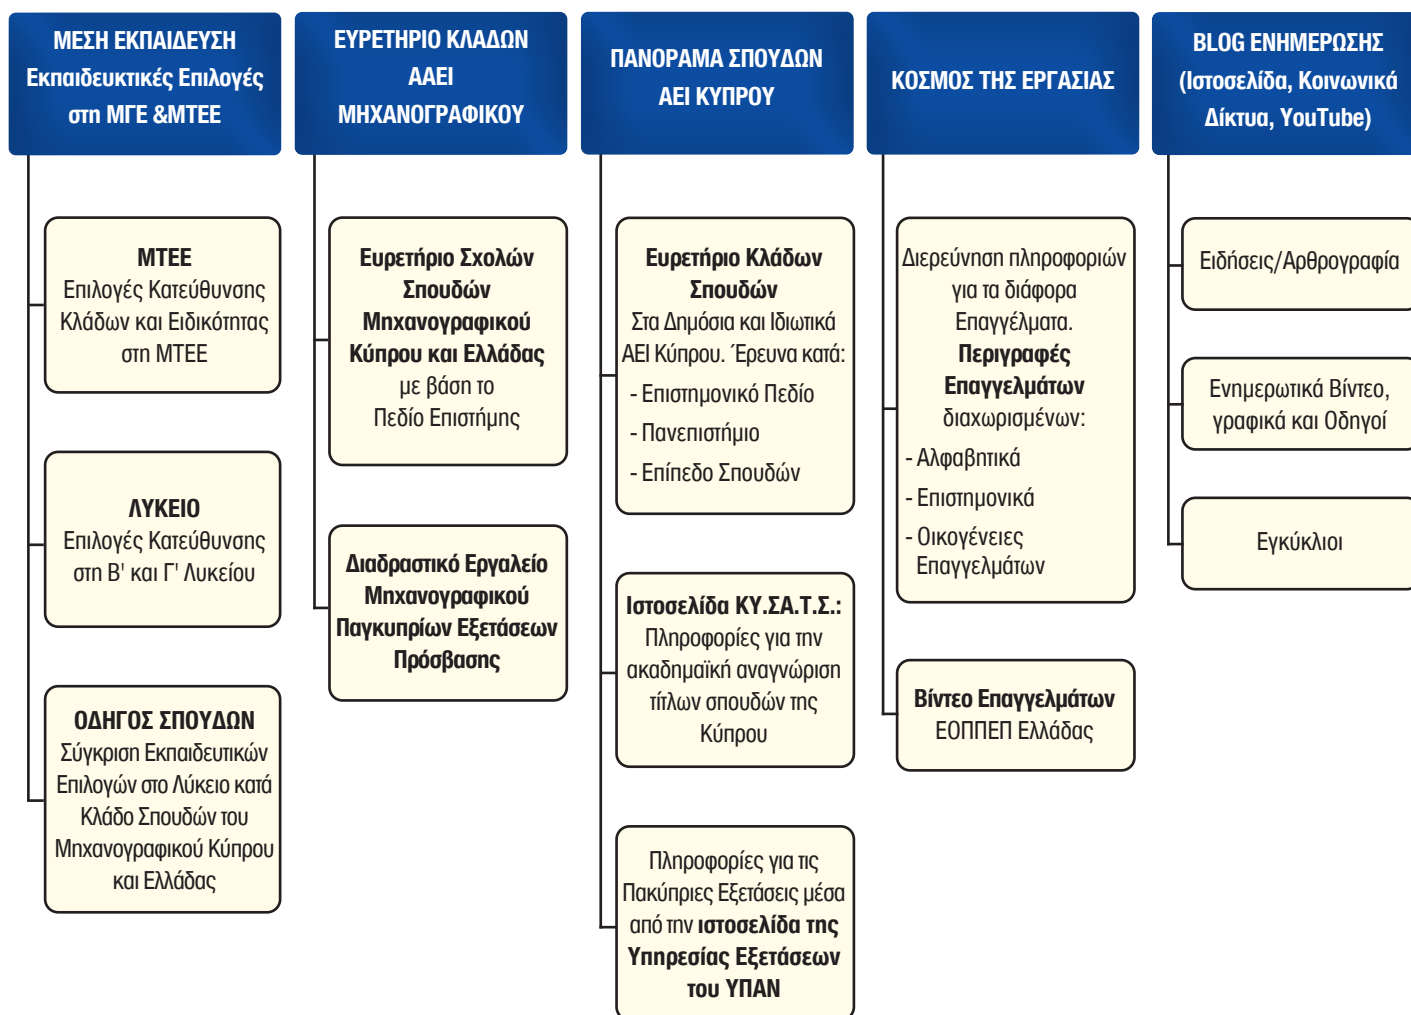 ΜΕΣΗ ΕΚΠΑΙΔΕΥΣΗ
Εκπαιδευκτικές Επιλογές
στη ΜΓΕ &ΜΤΕΕ
ΜΤΕΕ
Επιλογές Κατεύθυνσης
Κλάδων και Ειδικότητας
στη ΜΤΕΕ
ΛΥΚΕΙΟ
Επιλογές Κατεύθυνσης
στη Β' και Γ' Λυκείου
ΟΔΗΓΟΣ ΣΠΟΥΔΩΝ
Σύγκριση Εκπαιδευτικών
Επιλογών στο Λύκειο κατά
Κλάδο Σπουδών του
Μηχανογραφικού Κύπρου
και Ελλάδας
ΕΥΡΕΤΗΡΙΟ ΚΛΑΔΩΝ
ΑΑΕΙ
ΜΗΧΑΝΟΓΡΑΦΙΚΟΥ
Ευρετήριο Σχολών
Σπουδών
Μηχανογραφικού
Κύπρου και Ελλάδας
με βάση το
Πεδίο Επιστήμης
Διαδραστικό Εργαλείο
Μηχανογραφικού
Παγκυπρίων Εξετάσεων
Πρόσβασης
ΠΑΝΟΡΑΜΑ ΣΠΟΥΔΩΝ
ΑΕΙ ΚΥΠΡΟΥ
Ευρετήριο Κλάδων
Σπουδών
Στα Δημόσια και Ιδιωτικά
ΑΕΙ Κύπρου. Έρευνα κατά:
- Επιστημονικό Πεδίο
- Πανεπιστήμιο
- Επίπεδο Σπουδών
Ιστοσελίδα ΚΥ.ΣΑ.Τ.Σ.:
Πληροφορίες για την
ακαδημαϊκή αναγνώριση
τίτλων σπουδών της
Κύπρου
Πληροφορίες για τις
Πακύπριες Εξετάσεις μέσα
από την ιστοσελίδα της
Υπηρεσίας Εξετάσεων
του ΥΠΑΝ
ΚΟΣΜΟΣ ΤΗΣ ΕΡΓΑΣΙΑΣ
Διερεύνηση πληροφοριών
για τα διάφορα
Επαγγέλματα.
Περιγραφές
Επαγγελμάτων
διαχωρισμένων:
- Αλφαβητικά
- Επιστημονικά
- Οικογένειες
Επαγγελμάτων
Βίντεο Επαγγελμάτων
ΕΟΠΠΕΠ Ελλάδας
BLOG ΕΝΗΜΕΡΩΣΗΣ
(Ιστοσελίδα, Κοινωνικά
Δίκτυα, YouTube)
Ειδήσεις/Αρθρογραφία
Ενημερωτικά Βίντεο,
γραφικά και Οδηγοί
Εγκύκλιοι